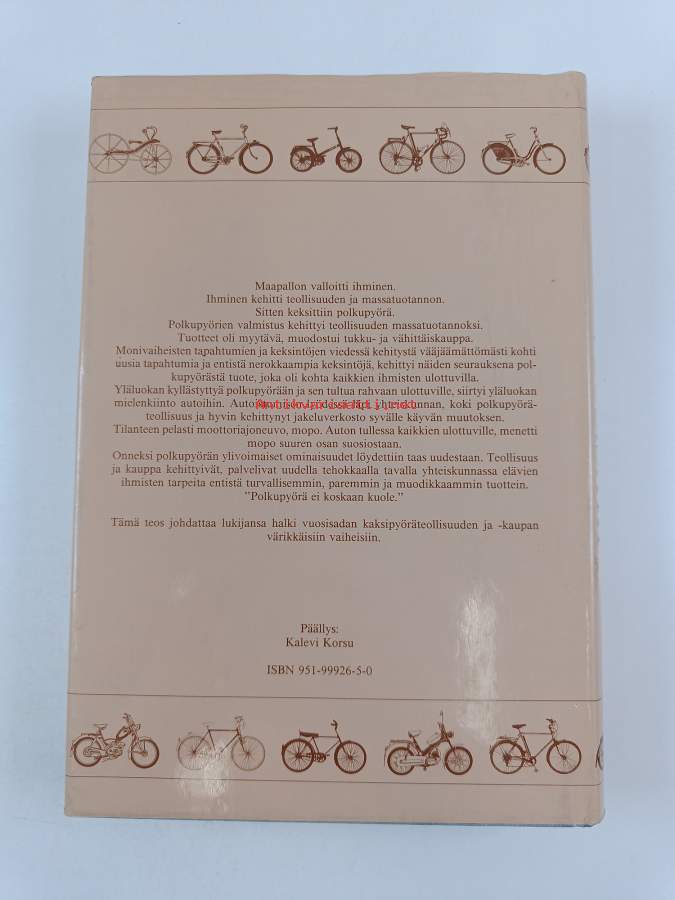 Maapallon valloitti ihminen.
Ihminen kehitti teollisuuden ja massatuotannon.
Sitten keksittiin polkupyörä.
Polkupyörien valmistus kehittyi teollisuuden massatuotannoksi.
Tuotteet oli myytävä, muodostui tukku- ja vähittäiskauppa.
Monivaiheisten tapahtumien ja keksintöjen viedessä kehitystä vääjäämättömästi kohti
uusia tapahtumia ja entistä nerokkaampia keksintöjä, kehittyi näiden seurauksena pol-
kupyörästä tuote, joka oli kohta kaikkien ihmisten ulottuvilla.
Yläluokan kyllästyttyä polkupyörään ja sen tultua rahvaan ulottuville, siirtyi yläluokan
mielenkiinto autoihin. Autoistumisen yhteiskunnan, koki polkupyörä-
teollisuus ja hyvin kehittynyt jakeluverkosto syvälle käyvän muutoksen.
Tilanteen pelasti moottoriajoneuvo, mopo. Auton tullessa kaikkien ulottuville, menetti
mopo suuren osan suosiostaan.
Onneksi polkupyörän ylivoimaiset ominaisuudet löydettiin taas uudestaan. Teollisuus
ja kauppa kehittyivät, palvelivat uudella tehokkaalla tavalla yhteiskunnassa elävien
ihmisten tarpeita entistä turvallisemmin, paremmin ja muodikkaammin tuottein.
"Polkupyörä ei koskaan kuole."
Tämä teos johdattaa lukijansa halki vuosisadan kaksipyöräteollisuuden ja -kaupan
värikkäisiin vaiheisiin.
Päällys:
Kalevi Korsu
ISBN 951-99926-5-0